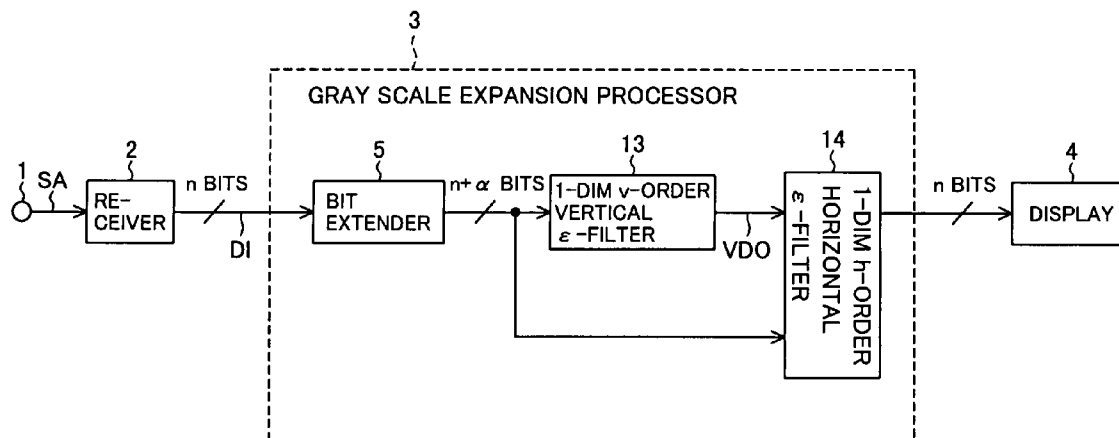 3
GRAY SCALE EXPANSION PROCESSOR
1
SA
2
RE-
CEIVER
n BITS
DI
5
BIT
EXTENDER
n+α BITS
13
1-DIM v-ORDER
VERTICAL
ε-FILTER
VDO
14
1-DIM h-ORDER
HORIZONTAL
ε-FILTER
n BITS
4
DISPLAY